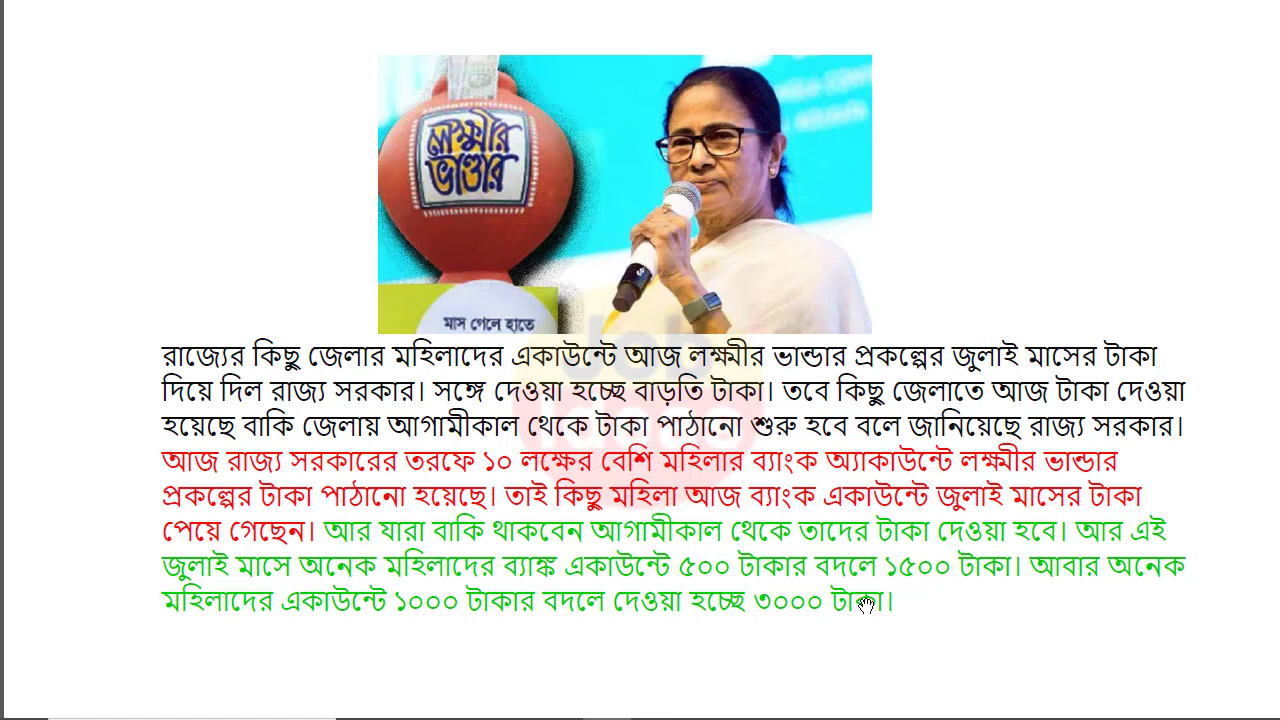 লক্ষ্মীর
ভাণ্ডার
মাস গেলে হাতে
Job
রাজ্যের কিছু জেলার মহিলাদের একাউন্টে আজ লক্ষ্মীর ভান্ডার প্রকল্পের জুলাই মাসের টাকা
দিয়ে দিল রাজ্য সরকার। সঙ্গে দেওয়া হচ্ছে বাড়তি টাকা। তবে কিছু জেলাতে আজ টাকা দেওয়া
হয়েছে বাকি জেলায় আগামীকাল থেকে টাকা পাঠানো শুরু হবে বলে জানিয়েছে রাজ্য সরকার।
আজ রাজ্য সরকারের তরফে ১০ লক্ষের বেশি মহিলার ব্যাংক অ্যাকাউন্টে লক্ষ্মীর ভান্ডার
প্রকল্পের টাকা পাঠানো হয়েছে। তাই কিছু মহিলা আজ ব্যাংক একাউন্টে জুলাই মাসের টাকা
পেয়ে গেছেন। আর যারা বাকি থাকবেন আগামীকাল থেকে তাদের টাকা দেওয়া হবে। আর এই
জুলাই মাসে অনেক মহিলাদের ব্যাঙ্ক একাউন্টে ৫০০ টাকার বদলে ১৫০০ টাকা। আবার অনেক
মহিলাদের একাউন্টে ১০০০ টাকার বদলে দেওয়া হচ্ছে ৩০০০ টাকা।